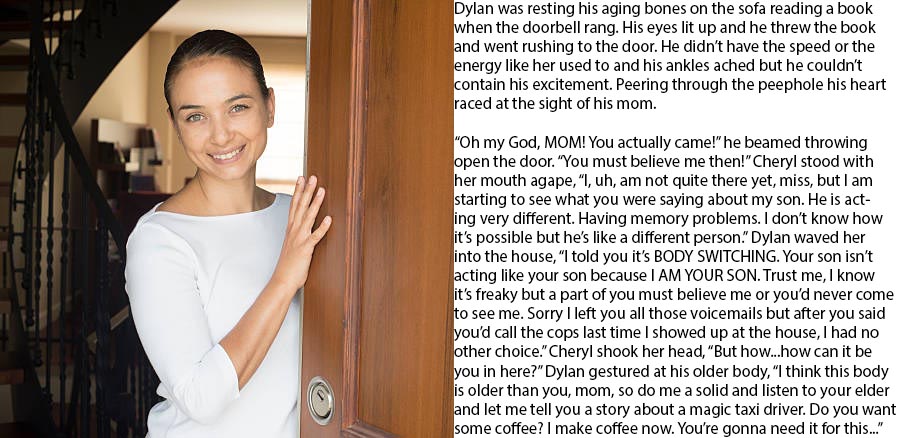 Dylan was resting his aging bones on the sofa reading a book
when the doorbell rang. His eyes lit up and he threw the book
and went rushing to the door. He didn’t have the speed or the
energy like her used to and his ankles ached but he couldn’t
contain his excitement. Peering through the peephole his heart
raced at the sight of his mom.
“Oh my God, MOM! You actually came!” he beamed throwing
open the door. “You must believe me then!” Cheryl stood with
her mouth agape, “I, uh, am not quite there yet, miss, but I am
starting to see what you were saying about my son. He is act-
ing very different. Having memory problems. I don’t know how
it’s possible but he’s like a different person.” Dylan waved her
into the house, “I told you it’s BODY SWITCHING. Your son isn’t
acting like your son because I AM YOUR SON. Trust me, I know
it’s freaky but a part of you must believe me or you’d never come
to see me. Sorry I left you all those voicemails but after you said
you’d call the cops last time I showed up at the house, I had no
other choice.” Cheryl shook her head, “But how...how can it be
you in here?” Dylan gestured at his older body, “I think this body
is older than you, mom, so do me a solid and listen to your elder
and let me tell you a story about a magic taxi driver. Do you want
some coffee? I make coffee now. You’re gonna need it for this...”